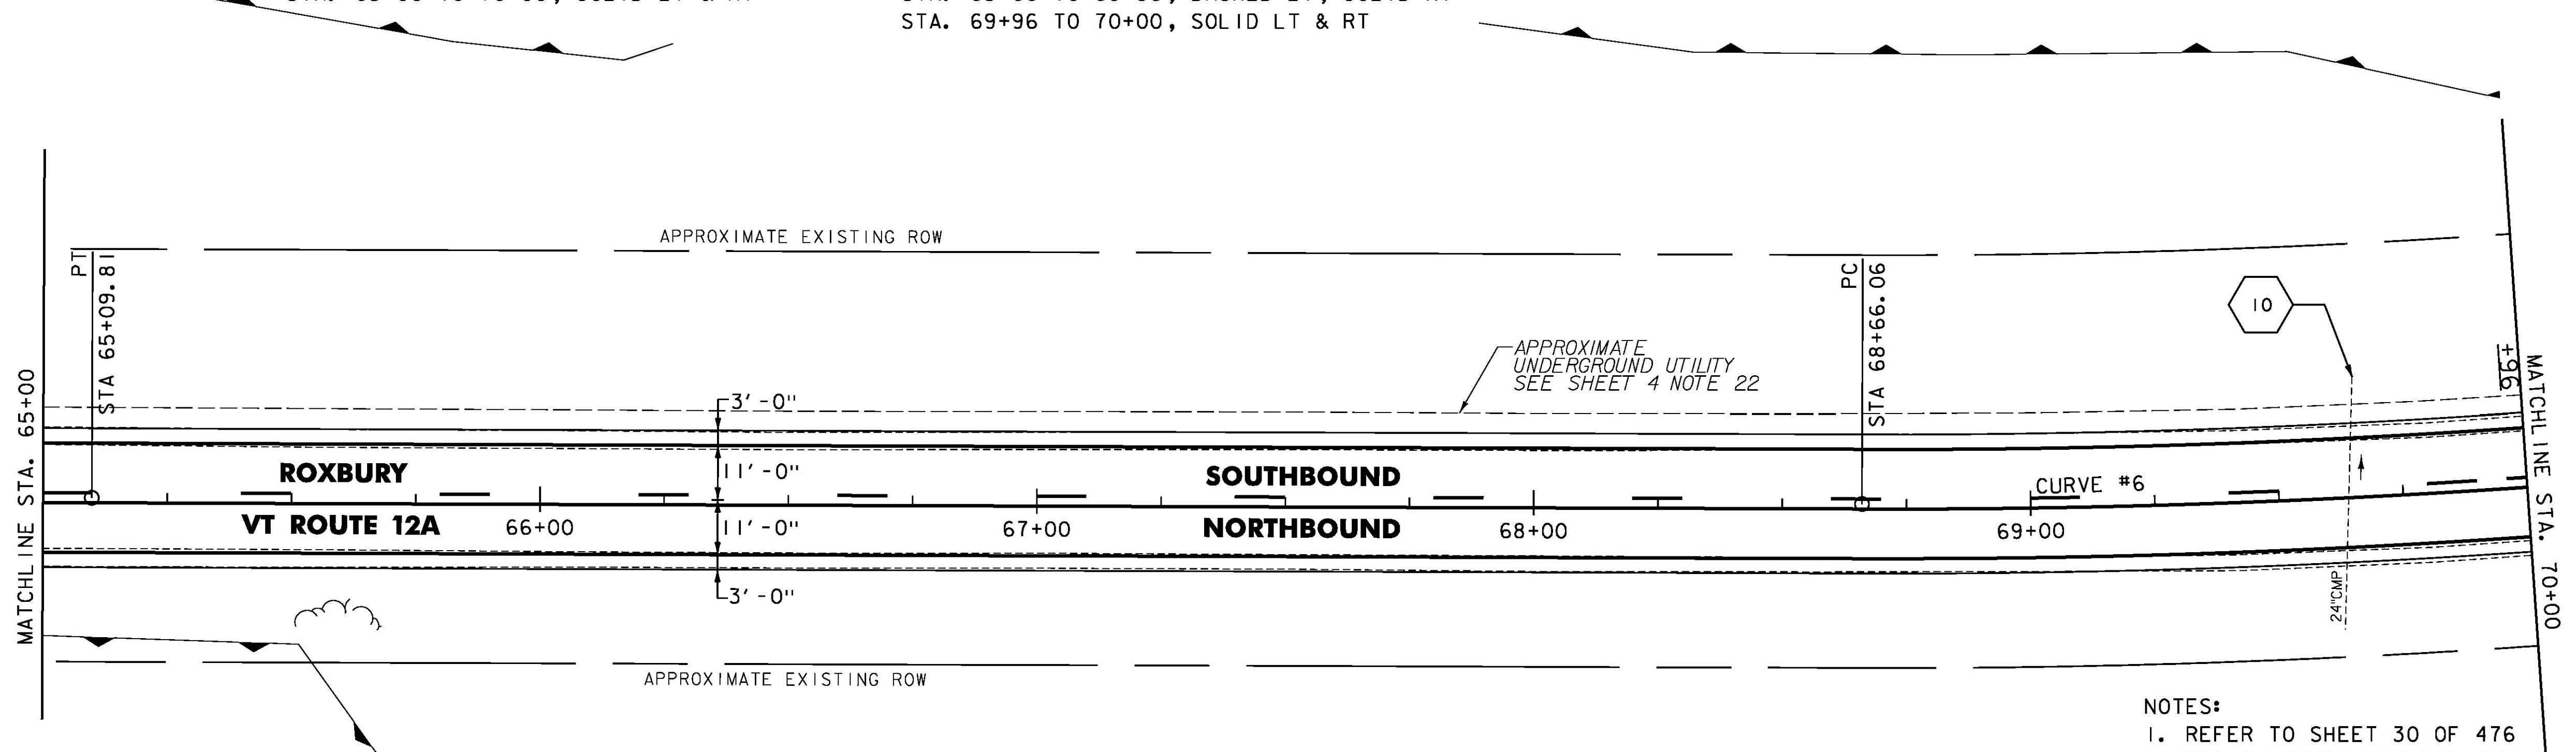 STA. 69+96 TO 70+00, SOLID LT & RT
APPROXIMATE EXISTING ROW
PT
STA 65+09.81
PC
STA 68+66.06
10
APPROXIMATE
UNDERGROUND UTILITY
SEE SHEET 4 NOTE 22
+96
MATCHLINE STA. 65+00
MATCHLINE STA. 70+00
3'-0"
11'-0"
ROXBURY
SOUTHBOUND
CURVE #6
VT ROUTE 12A
66+00
11'-0"
67+00
NORTHBOUND
68+00
69+00
3'-0"
24"CMP
APPROXIMATE EXISTING ROW
NOTES:
1. REFER TO SHEET 30 OF 476